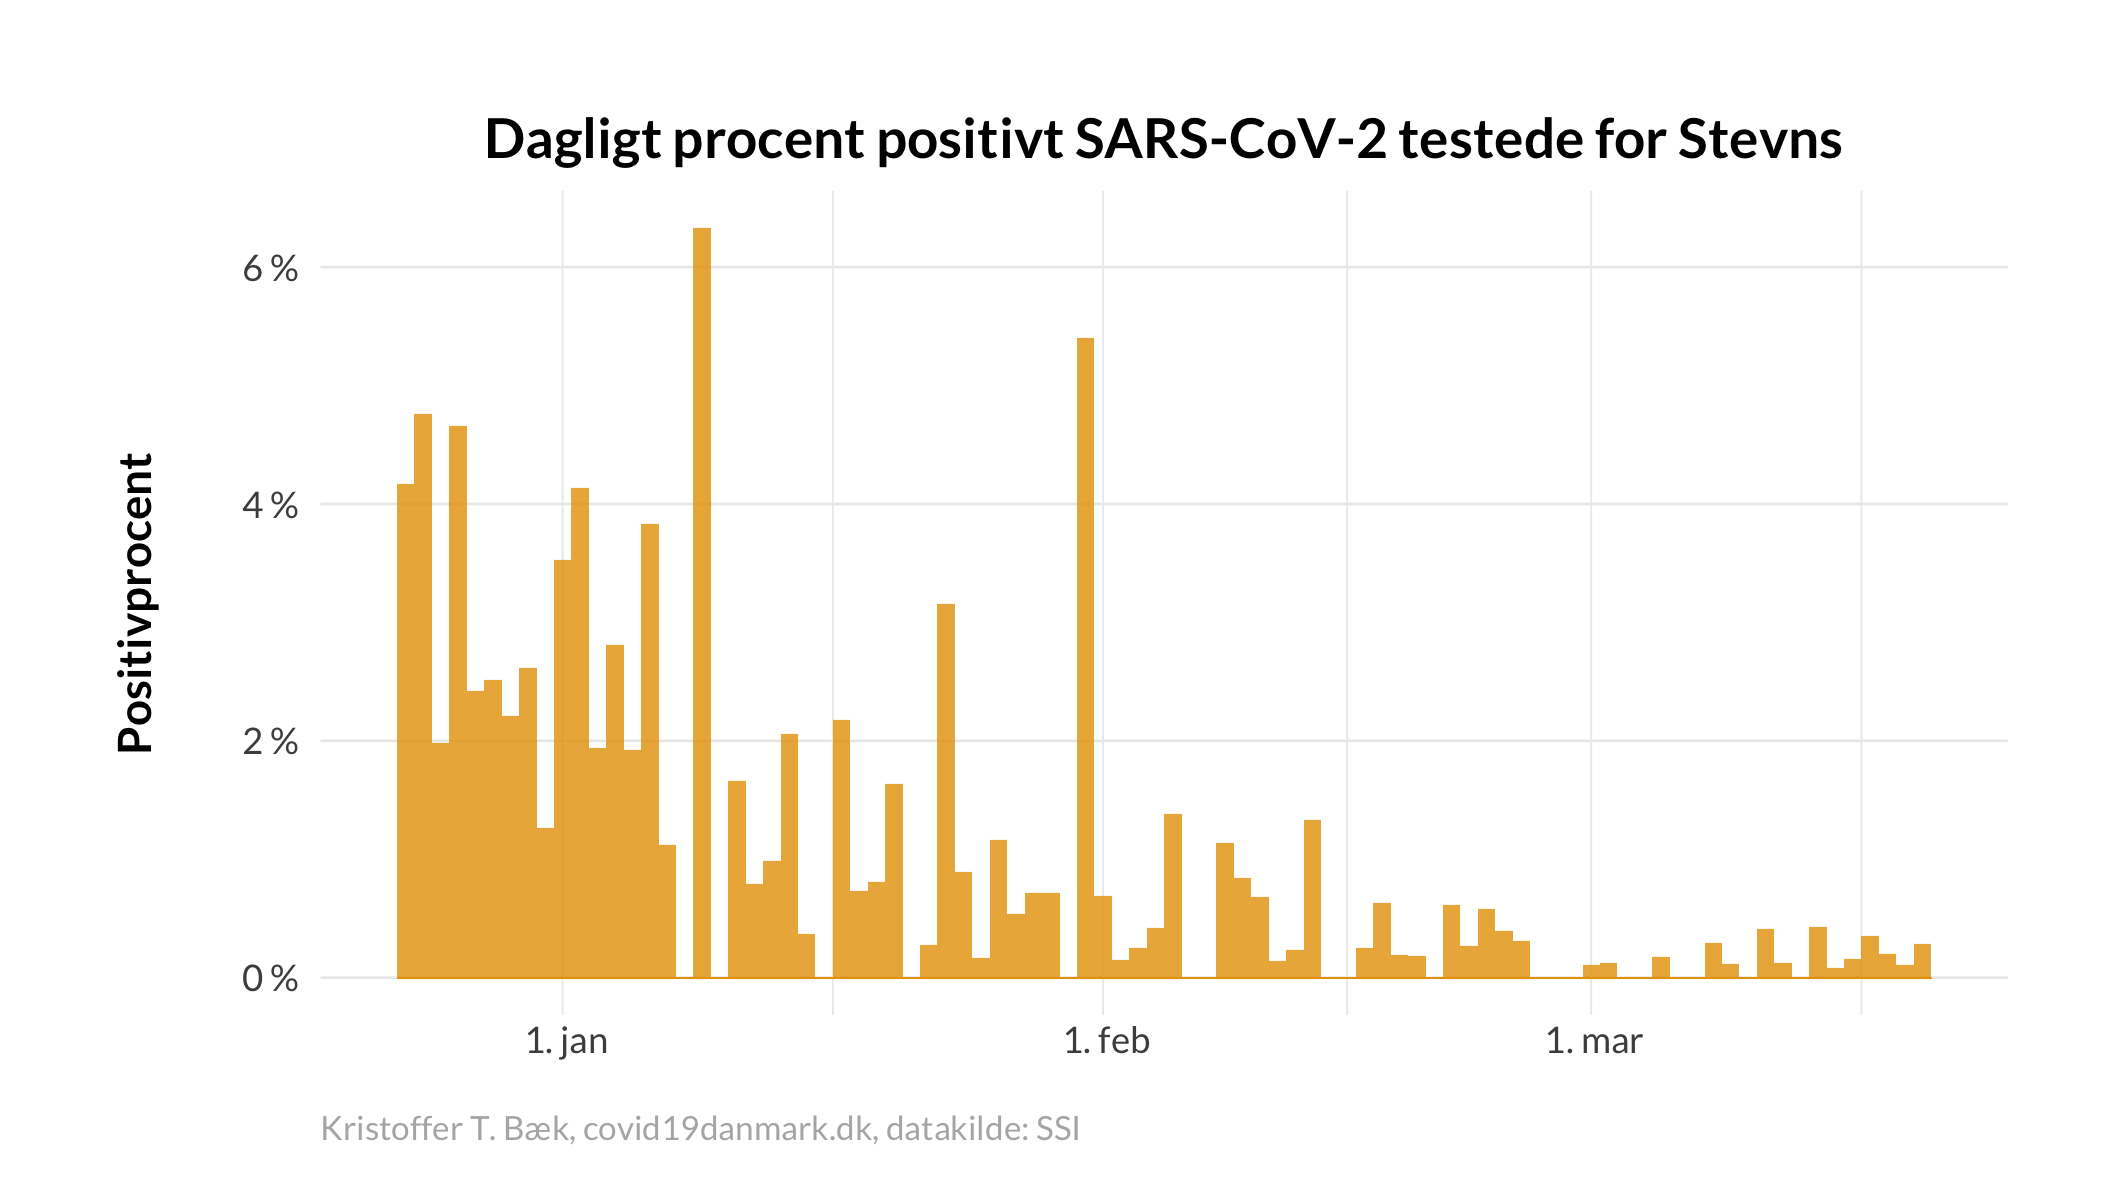 Dagligt procent positivt SARS-CoV-2 testede for Stevns
Positivprocent
6 %
4 %
2 %
0 %
1. jan
1. feb
1. mar
Kristoffer T. Bæk, covid19danmark.dk, datakilde: SSI